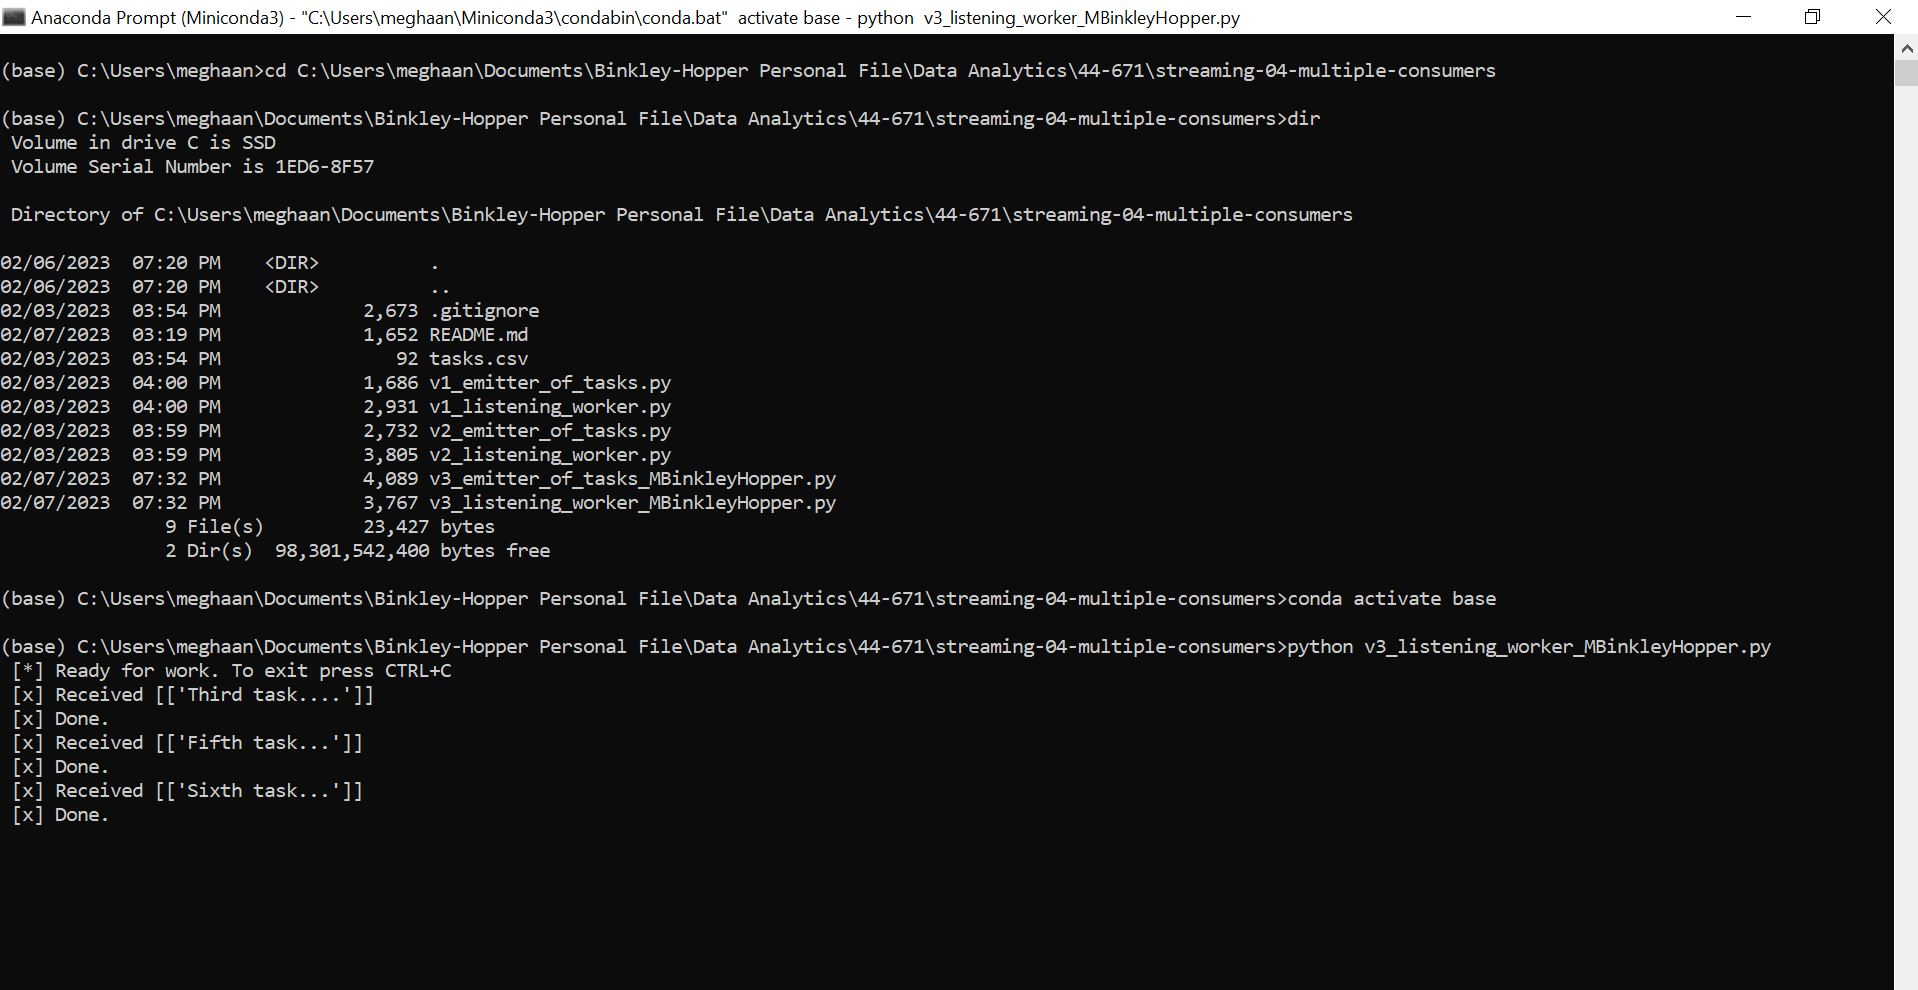 Anaconda Prompt (Miniconda3) - "C:\Users\meghaan\Miniconda3\condabin\conda.bat"  activate base - python  v3_listening_worker_MBinkleyHopper.py
(base) C:\Users\meghaan>cd C:\Users\meghaan\Documents\Binkley-Hopper Personal File\Data Analytics\44-671\streaming-04-multiple-consumers
(base) C:\Users\meghaan\Documents\Binkley-Hopper Personal File\Data Analytics\44-671\streaming-04-multiple-consumers>dir
 Volume in drive C is SSD
 Volume Serial Number is 1ED6-8F57
 Directory of C:\Users\meghaan\Documents\Binkley-Hopper Personal File\Data Analytics\44-671\streaming-04-multiple-consumers
02/06/2023  07:20 PM    <DIR>          .
02/06/2023  07:20 PM    <DIR>          ..
02/03/2023  03:54 PM             2,673 .gitignore
02/07/2023  03:19 PM             1,652 README.md
02/03/2023  03:54 PM                92 tasks.csv
02/03/2023  04:00 PM             1,686 v1_emitter_of_tasks.py
02/03/2023  04:00 PM             2,931 v1_listening_worker.py
02/03/2023  03:59 PM             2,732 v2_emitter_of_tasks.py
02/03/2023  03:59 PM             3,805 v2_listening_worker.py
02/07/2023  07:32 PM             4,089 v3_emitter_of_tasks_MBinkleyHopper.py
02/07/2023  07:32 PM             3,767 v3_listening_worker_MBinkleyHopper.py
               9 File(s)         23,427 bytes
               2 Dir(s)  98,301,542,400 bytes free
(base) C:\Users\meghaan\Documents\Binkley-Hopper Personal File\Data Analytics\44-671\streaming-04-multiple-consumers>conda activate base
(base) C:\Users\meghaan\Documents\Binkley-Hopper Personal File\Data Analytics\44-671\streaming-04-multiple-consumers>python v3_listening_worker_MBinkleyHopper.py
 [*] Ready for work. To exit press CTRL+C
 [x] Received [['Third task....']]
 [x] Done.
 [x] Received [['Fifth task...']]
 [x] Done.
 [x] Received [['Sixth task...']]
 [x] Done.